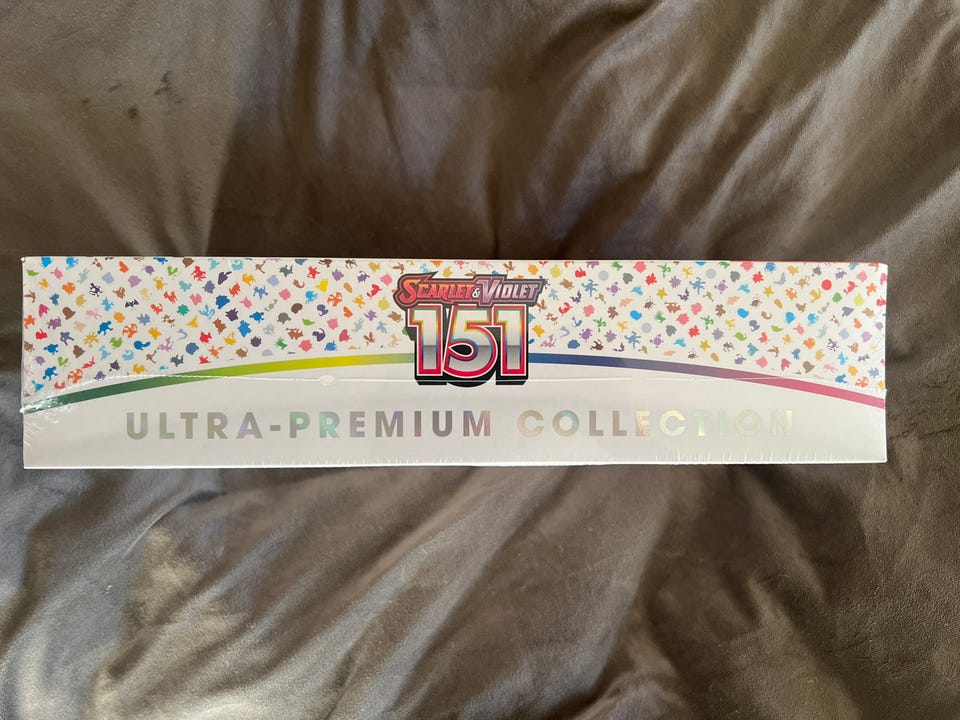 SCARLET & VIOLET
151
ULTRA-PREMIUM COLLECTION